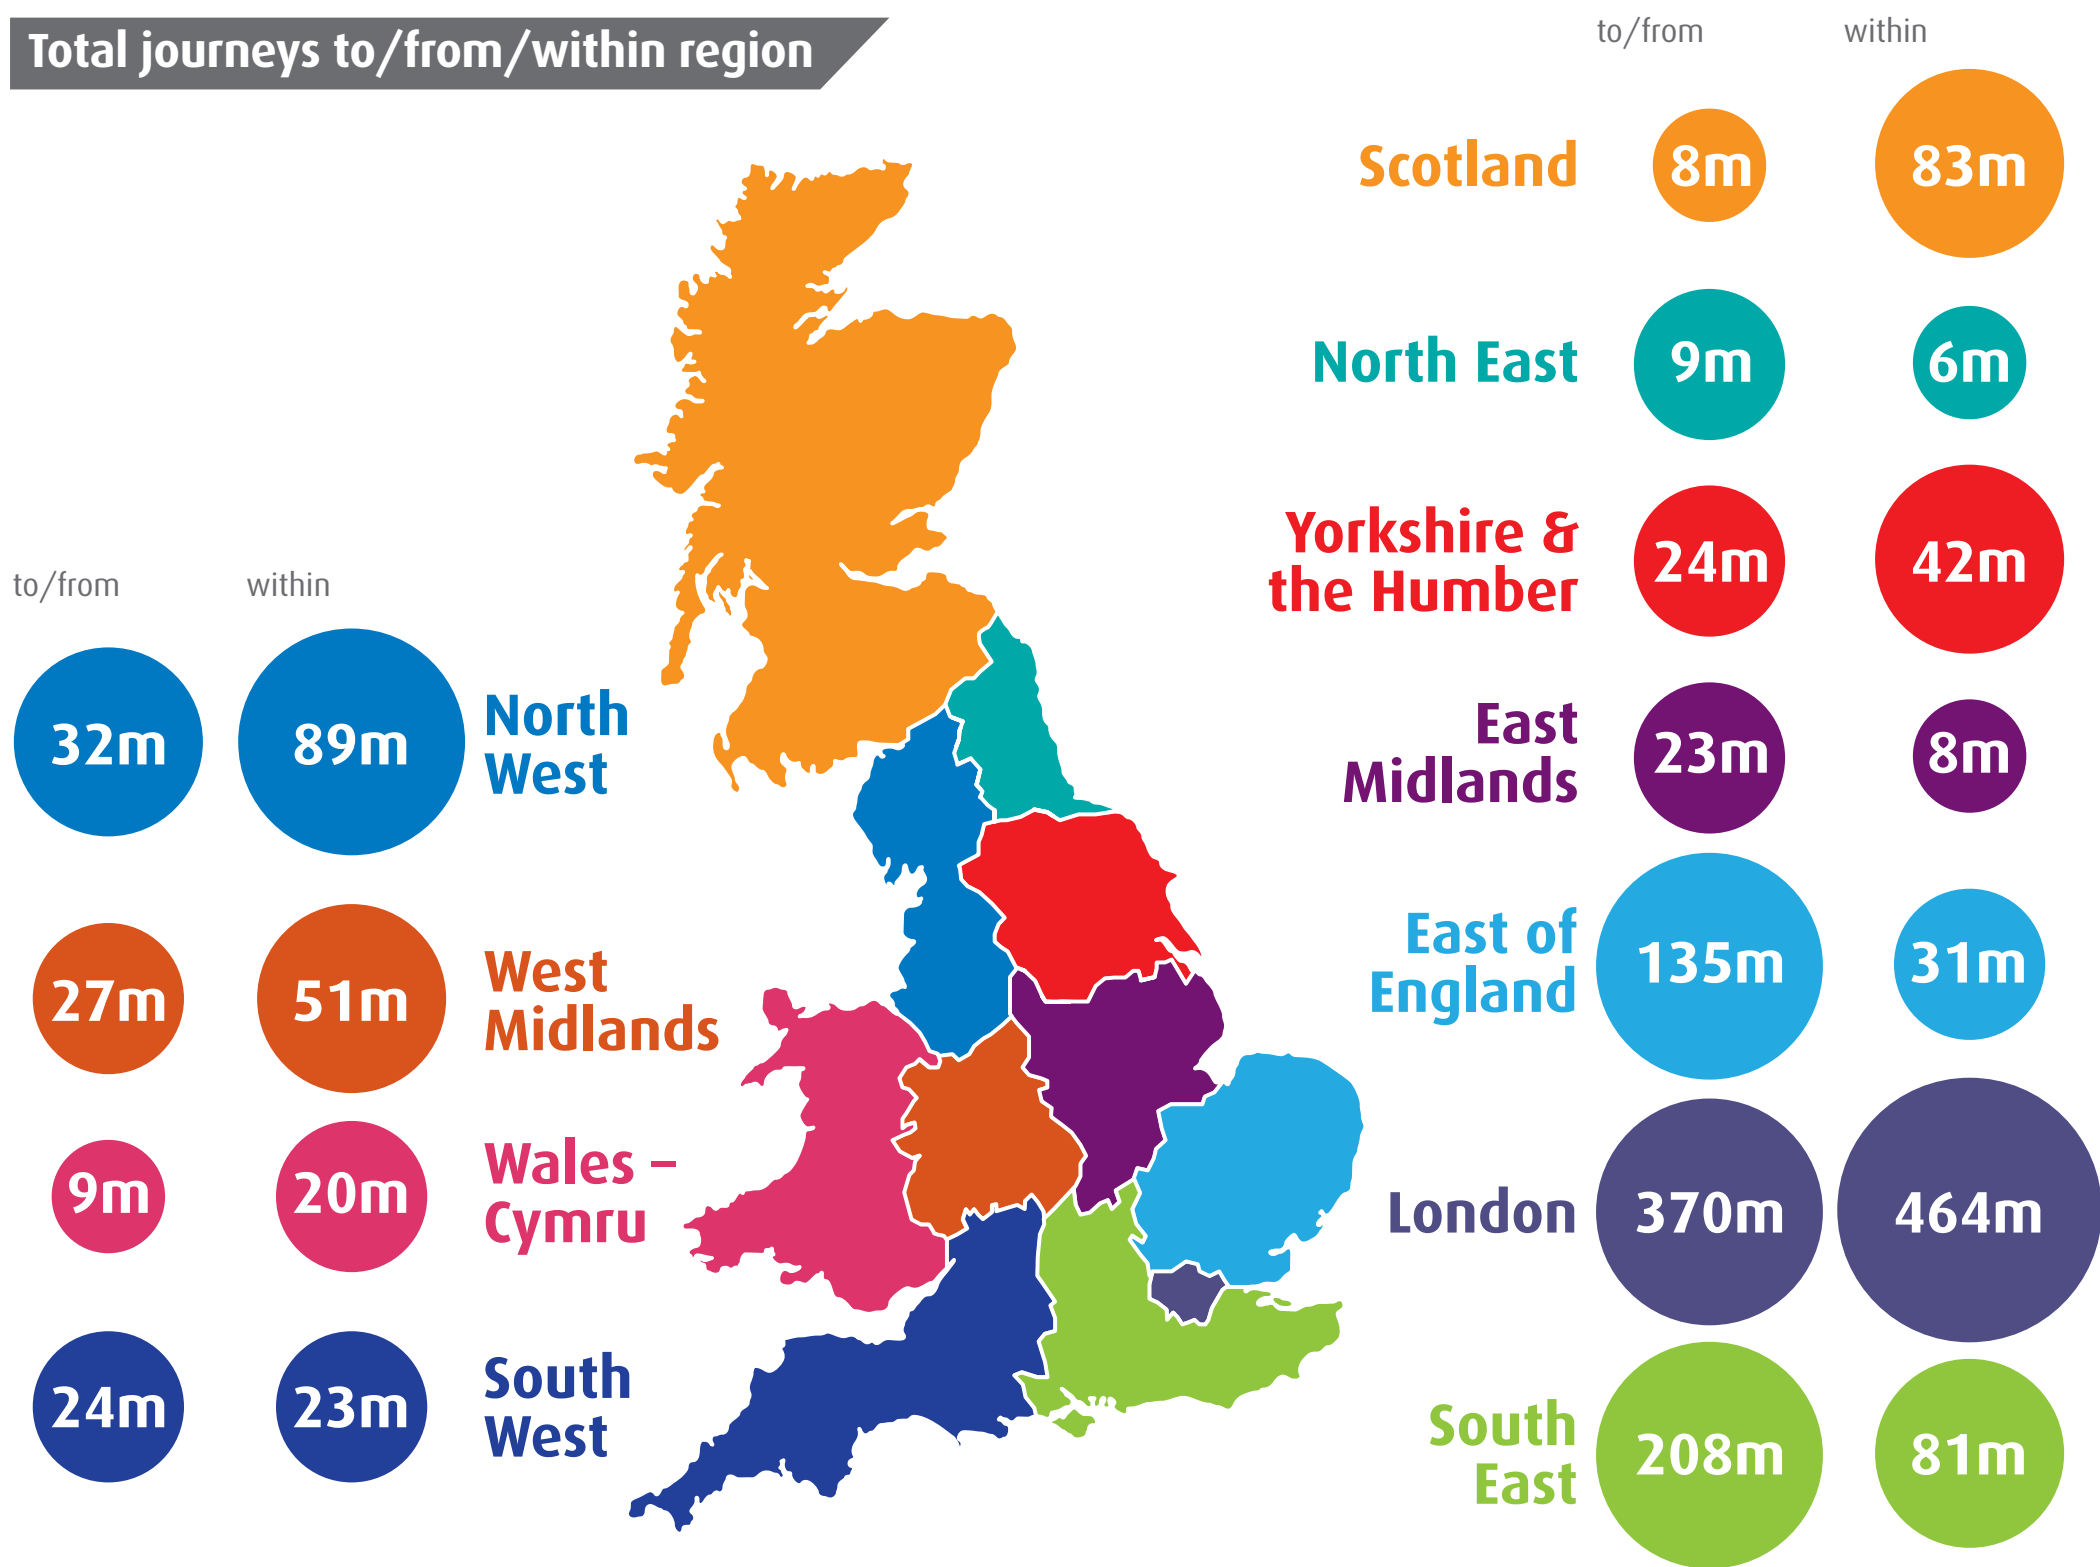 Total journeys to/from/within region
to/from within
Scotland 8m 83m
North East 9m 6m
Yorkshire &
the Humber
24m 42m
East
Midlands
23m 8m
East of
England
135m 31m
London 370m 464m
South
East
208m 81m
to/from within
32m 89m
North
West
27m 51m
West
Midlands
9m 20m
Wales –
Cymru
24m 23m
South
West